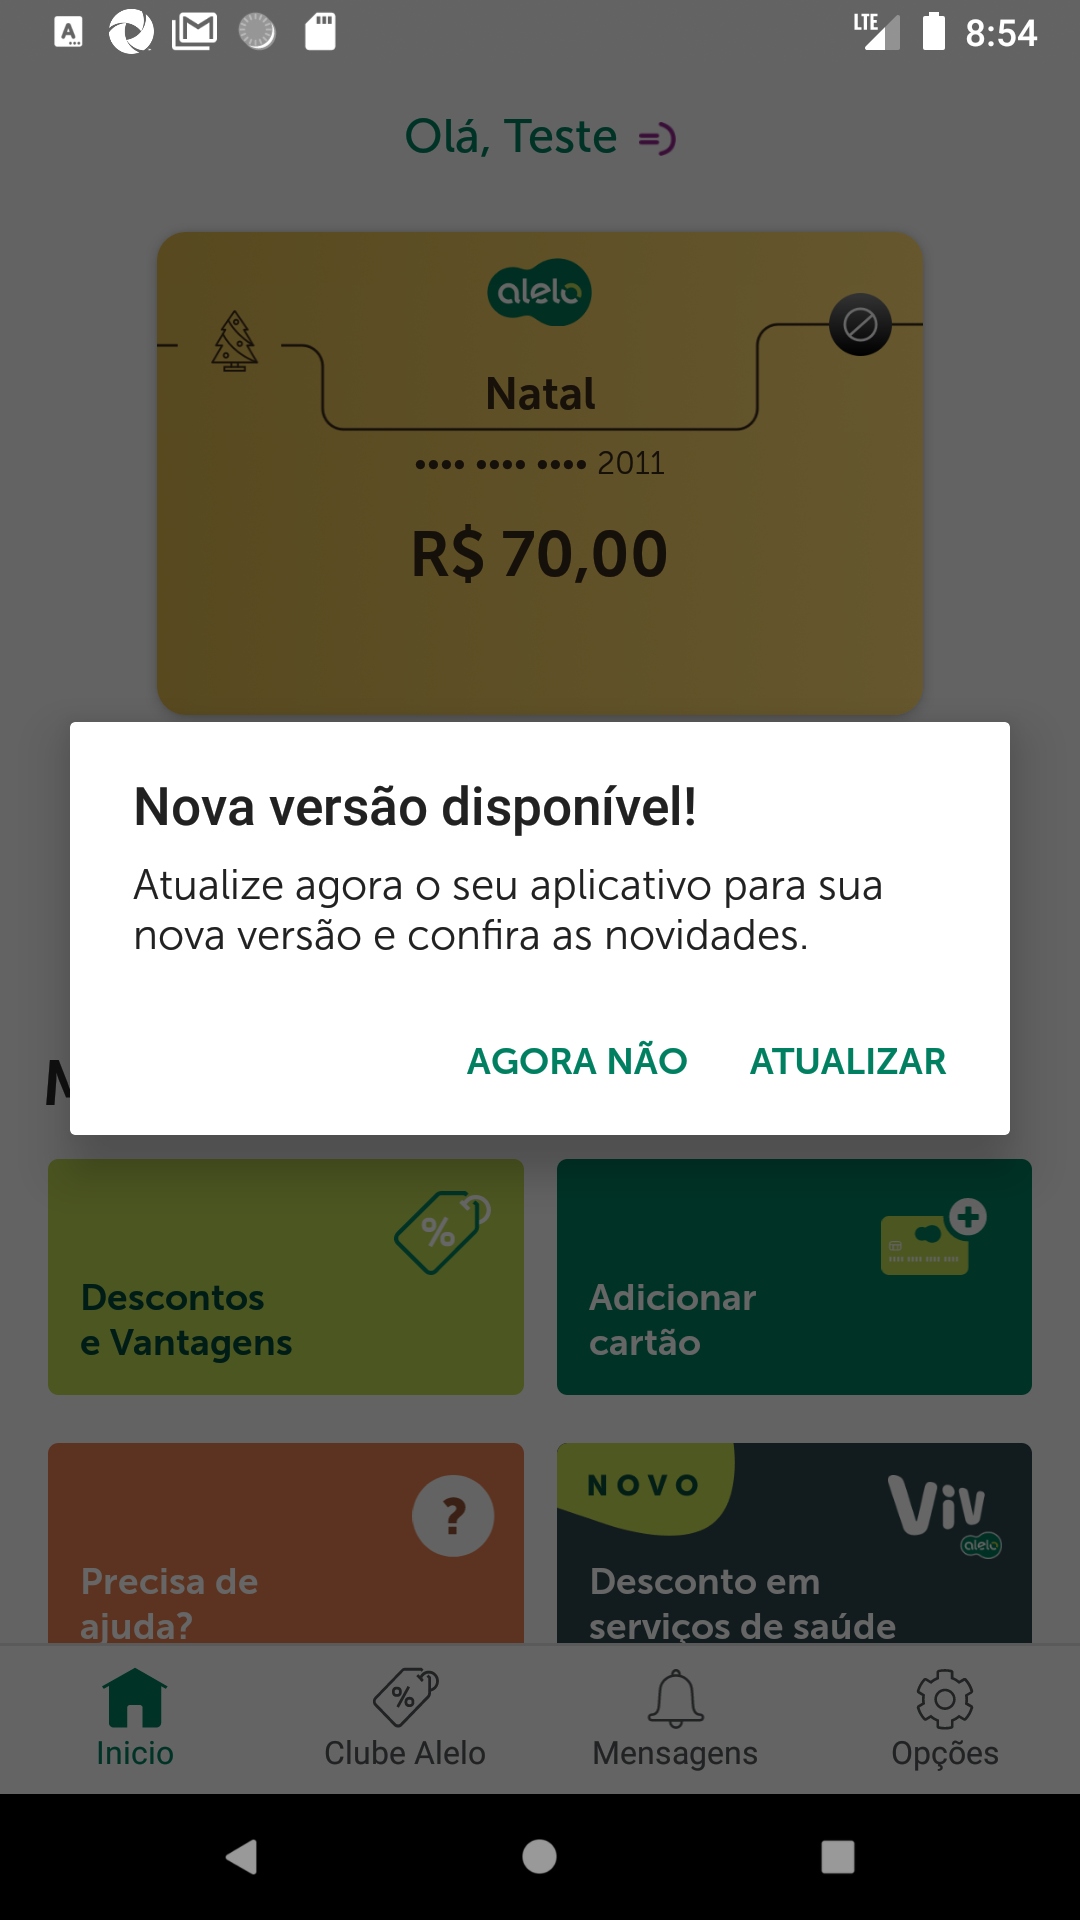 LTE 8:54
Olá, Teste =)
alelo
Natal
•••• •••• •••• 2011
R$ 70,00
Nova versão disponível!
Atualize agora o seu aplicativo para sua
nova versão e confira as novidades.
AGORA NÃO ATUALIZAR
Descontos
e Vantagens
Adicionar
cartão
?
Precisa de
ajuda?
NOVO
Viv
alelo
Desconto em
serviços de saúde
Inicio Clube Alelo Mensagens Opções